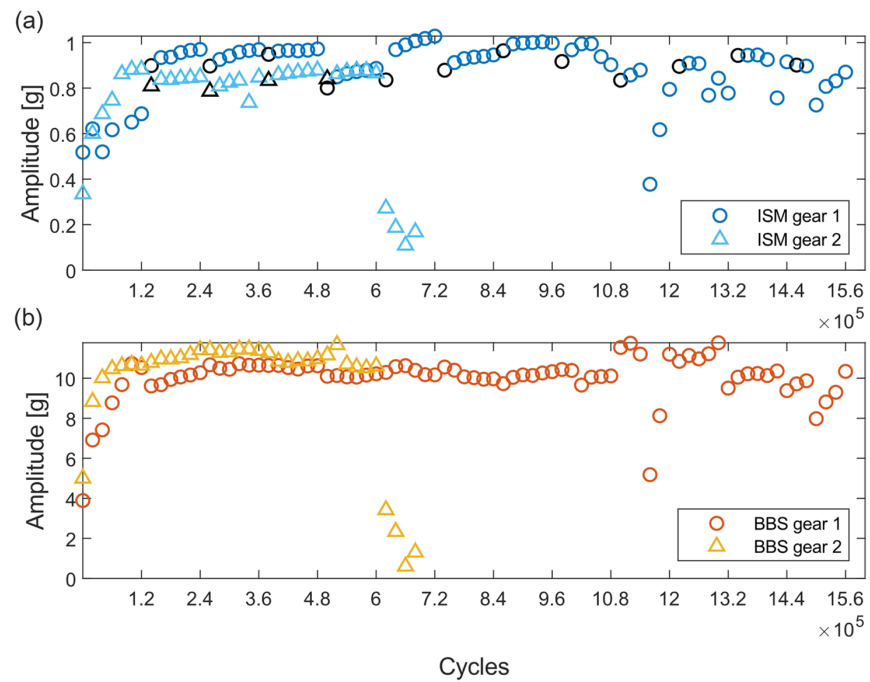 (a)
1
0.8
0.6
0.4
0.2
0
Amplitude [g]
ISM gear 1
ISM gear 2
1.2 2.4 3.6 4.8 6 7.2 8.4 9.6 10.8 12 13.2 14.4 15.6
×10⁵
(b)
10
8
6
4
2
0
Amplitude [g]
BBS gear 1
BBS gear 2
1.2 2.4 3.6 4.8 6 7.2 8.4 9.6 10.8 12 13.2 14.4 15.6
×10⁵
Cycles